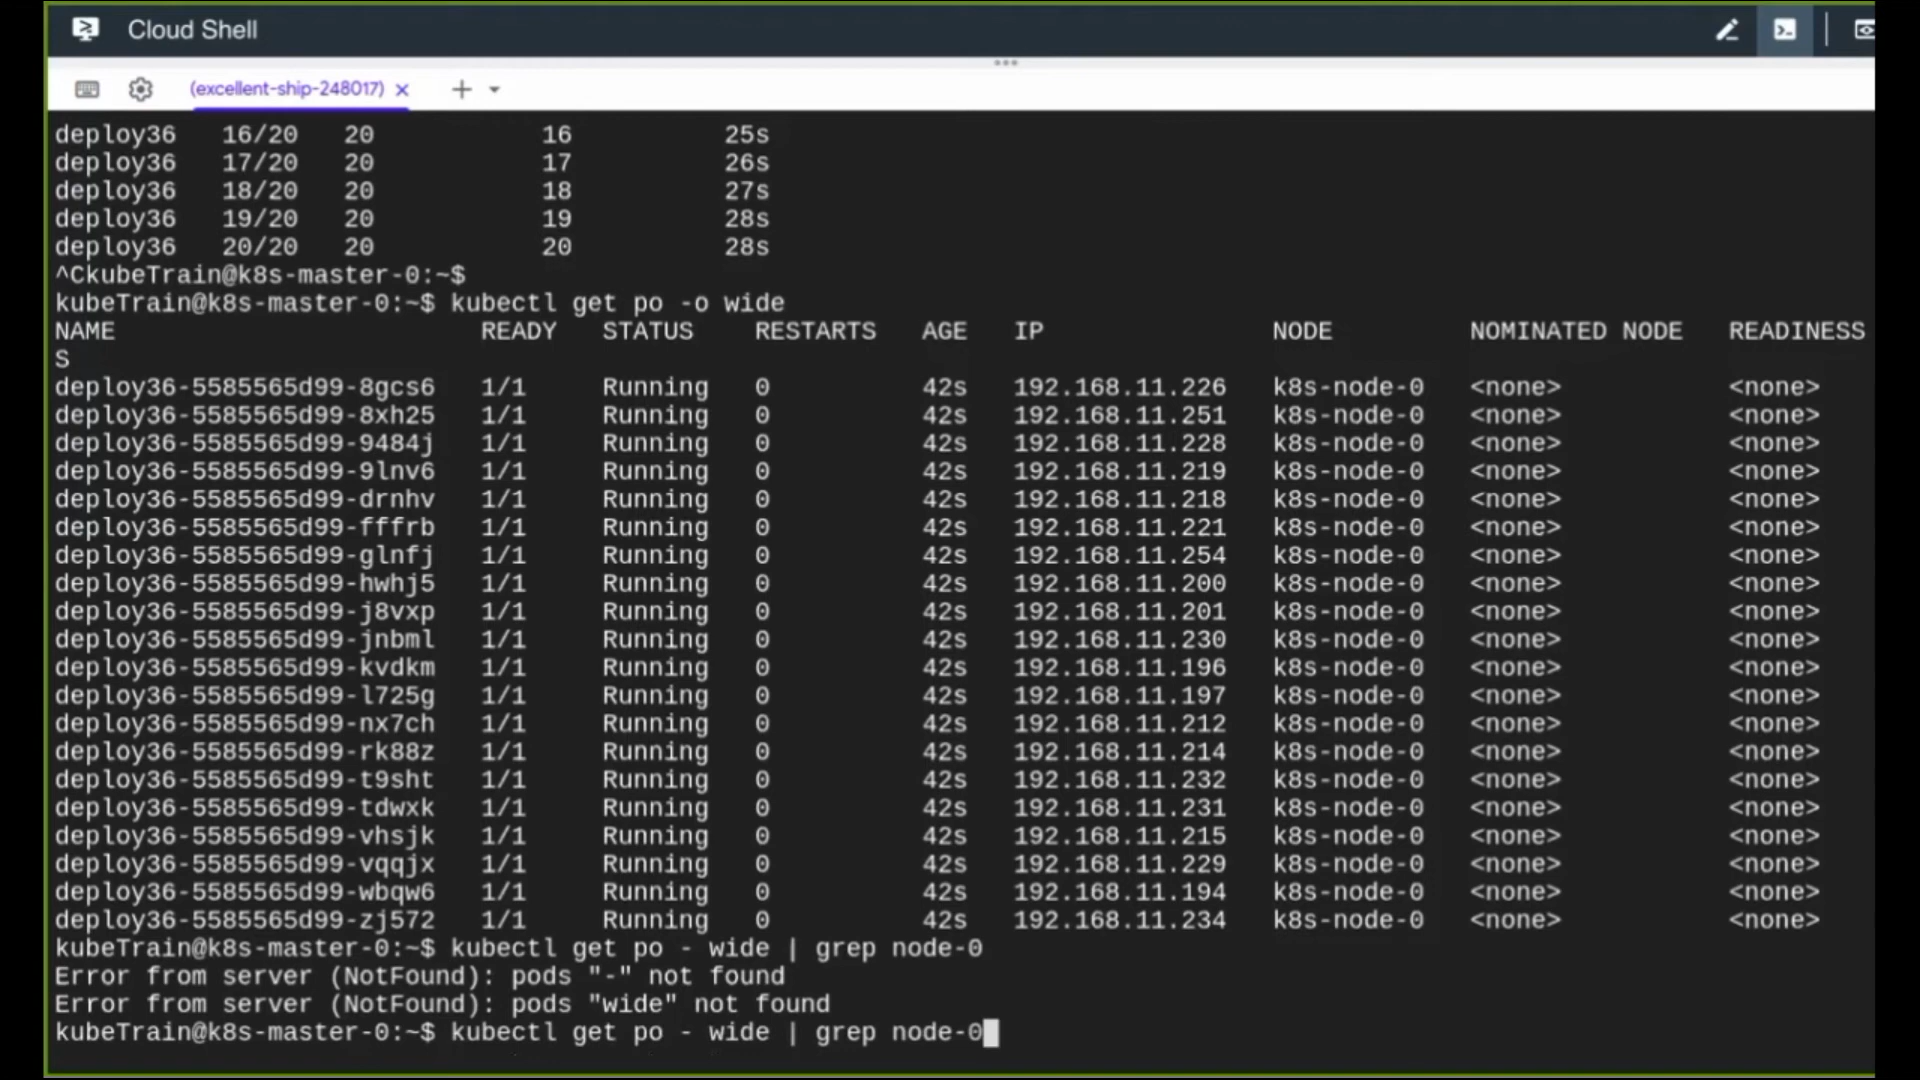 Cloud Shell
(excellent-ship-248017)
deploy36 16/20 20 16 25s
deploy36 17/20 20 17 26s
deploy36 18/20 20 18 27s
deploy36 19/20 20 19 28s
deploy36 20/20 20 20 28s
^CkubeTrain@k8s-master-0:~$
kubeTrain@k8s-master-0:~$ kubectl get po -o wide
NAME READY STATUS RESTARTS AGE IP NODE NOMINATED NODE READINESS
S
deploy36-5585565d99-8gcs6 1/1 Running 0 42s 192.168.11.226 k8s-node-0 <none> <none>
deploy36-5585565d99-8xh25 1/1 Running 0 42s 192.168.11.251 k8s-node-0 <none> <none>
deploy36-5585565d99-9484j 1/1 Running 0 42s 192.168.11.228 k8s-node-0 <none> <none>
deploy36-5585565d99-9lnv6 1/1 Running 0 42s 192.168.11.219 k8s-node-0 <none> <none>
deploy36-5585565d99-drnhv 1/1 Running 0 42s 192.168.11.218 k8s-node-0 <none> <none>
deploy36-5585565d99-fffrb 1/1 Running 0 42s 192.168.11.221 k8s-node-0 <none> <none>
deploy36-5585565d99-glnfj 1/1 Running 0 42s 192.168.11.254 k8s-node-0 <none> <none>
deploy36-5585565d99-hwhj5 1/1 Running 0 42s 192.168.11.200 k8s-node-0 <none> <none>
deploy36-5585565d99-j8vxp 1/1 Running 0 42s 192.168.11.201 k8s-node-0 <none> <none>
deploy36-5585565d99-jnbml 1/1 Running 0 42s 192.168.11.230 k8s-node-0 <none> <none>
deploy36-5585565d99-kvdkm 1/1 Running 0 42s 192.168.11.196 k8s-node-0 <none> <none>
deploy36-5585565d99-l725g 1/1 Running 0 42s 192.168.11.197 k8s-node-0 <none> <none>
deploy36-5585565d99-nx7ch 1/1 Running 0 42s 192.168.11.212 k8s-node-0 <none> <none>
deploy36-5585565d99-rk88z 1/1 Running 0 42s 192.168.11.214 k8s-node-0 <none> <none>
deploy36-5585565d99-t9sht 1/1 Running 0 42s 192.168.11.232 k8s-node-0 <none> <none>
deploy36-5585565d99-tdwxk 1/1 Running 0 42s 192.168.11.231 k8s-node-0 <none> <none>
deploy36-5585565d99-vhsjk 1/1 Running 0 42s 192.168.11.215 k8s-node-0 <none> <none>
deploy36-5585565d99-vqqjx 1/1 Running 0 42s 192.168.11.229 k8s-node-0 <none> <none>
deploy36-5585565d99-wbqw6 1/1 Running 0 42s 192.168.11.194 k8s-node-0 <none> <none>
deploy36-5585565d99-zj572 1/1 Running 0 42s 192.168.11.234 k8s-node-0 <none> <none>
kubeTrain@k8s-master-0:~$ kubectl get po - wide | grep node-0
Error from server (NotFound): pods "-" not found
Error from server (NotFound): pods "wide" not found
kubeTrain@k8s-master-0:~$ kubectl get po - wide | grep node-0